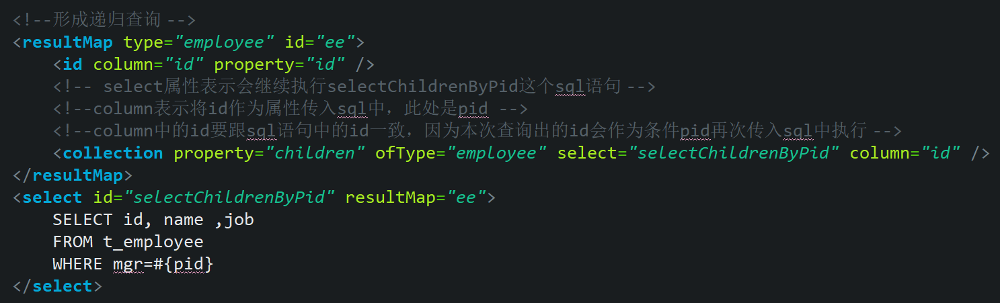 <!--形成递归查询 -->
<resultMap type="employee" id="ee">
    <id column="id" property="id" />
    <!-- select属性表示会继续执行selectChildrenByPid这个sql语句 -->
    <!--column表示将id作为属性传入sql中，此处是pid -->
    <!--column中的id要跟sql语句中的id一致，因为本次查询出的id会作为条件pid再次传入sql中执行 -->
    <collection property="children" ofType="employee" select="selectChildrenByPid" column="id" />
</resultMap>
<select id="selectChildrenByPid" resultMap="ee">
    SELECT id, name ,job
    FROM t_employee
    WHERE mgr=#{pid}
</select>